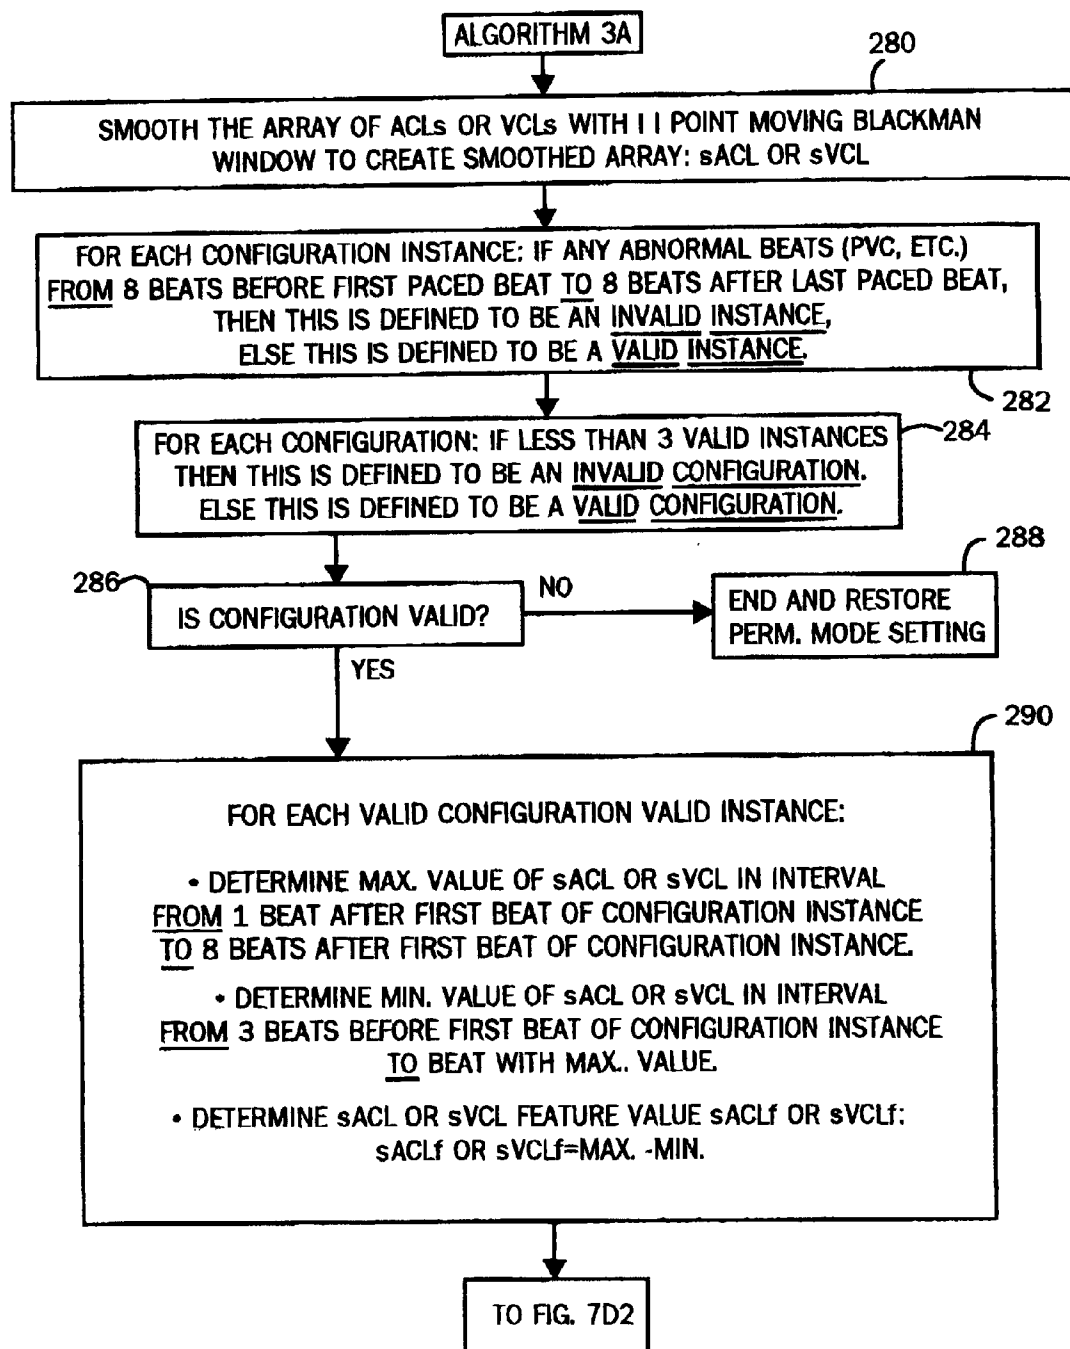 ALGORITHM 3A
280
SMOOTH THE ARRAY OF ACLs OR VCLs WITH I I POINT MOVING BLACKMAN
WINDOW TO CREATE SMOOTHED ARRAY: sACL OR sVCL
FOR EACH CONFIGURATION INSTANCE: IF ANY ABNORMAL BEATS (PVC, ETC.)
FROM 8 BEATS BEFORE FIRST PACED BEAT TO 8 BEATS AFTER LAST PACED BEAT,
THEN THIS IS DEFINED TO BE AN INVALID INSTANCE,
ELSE THIS IS DEFINED TO BE A VALID INSTANCE.
282
FOR EACH CONFIGURATION: IF LESS THAN 3 VALID INSTANCES
THEN THIS IS DEFINED TO BE AN INVALID CONFIGURATION.
ELSE THIS IS DEFINED TO BE A VALID CONFIGURATION.
284
286
IS CONFIGURATION VALID?
NO
288
END AND RESTORE
PERM. MODE SETTING
YES
290
FOR EACH VALID CONFIGURATION VALID INSTANCE:
• DETERMINE MAX. VALUE OF sACL OR sVCL IN INTERVAL
FROM 1 BEAT AFTER FIRST BEAT OF CONFIGURATION INSTANCE
TO 8 BEATS AFTER FIRST BEAT OF CONFIGURATION INSTANCE.
• DETERMINE MIN. VALUE OF sACL OR sVCL IN INTERVAL
FROM 3 BEATS BEFORE FIRST BEAT OF CONFIGURATION INSTANCE
TO BEAT WITH MAX.. VALUE.
• DETERMINE sACL OR sVCL FEATURE VALUE sACLf OR sVCLf:
sACLf OR sVCLf=MAX. -MIN.
TO FIG. 7D2